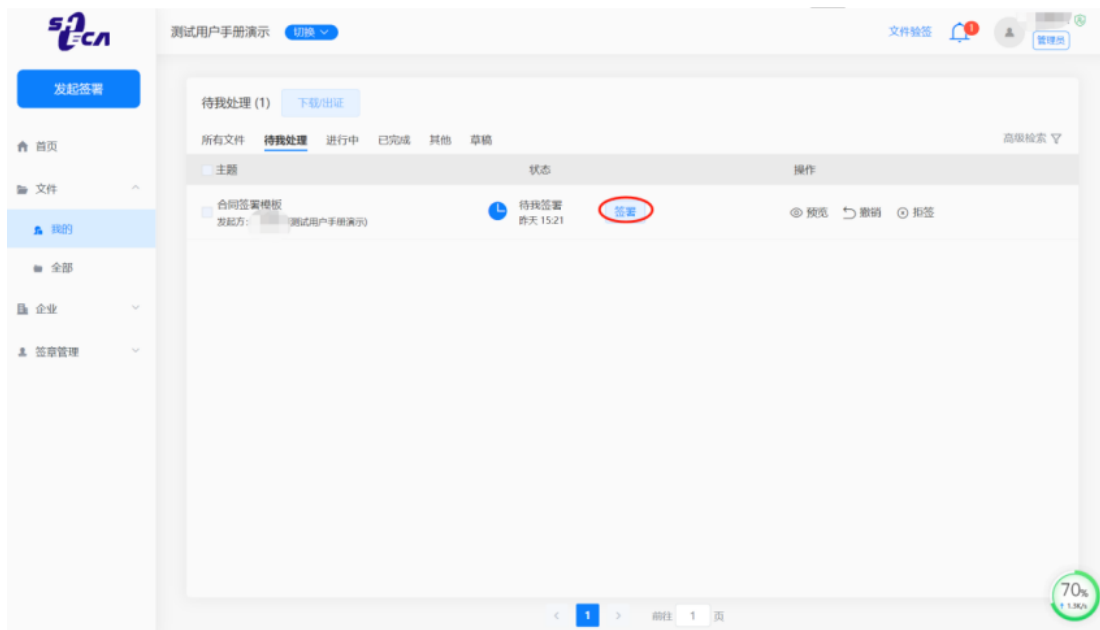 SHECA
测试用户手册演示 切换
文件验签 1
管理员
发起签署
首页
文件
我的
全部
企业
签章管理
待我处理 (1) 下载/出证
所有文件 待我处理 进行中 已完成 其他 草稿 高级检索
主题 状态 操作
合同签署模板 待我签署 签署 预览 撤销 拒签
发起方: (测试用户手册演示) 昨天 15:21
< 1 > 前往 1 页
70%
↑ 1.9K/s